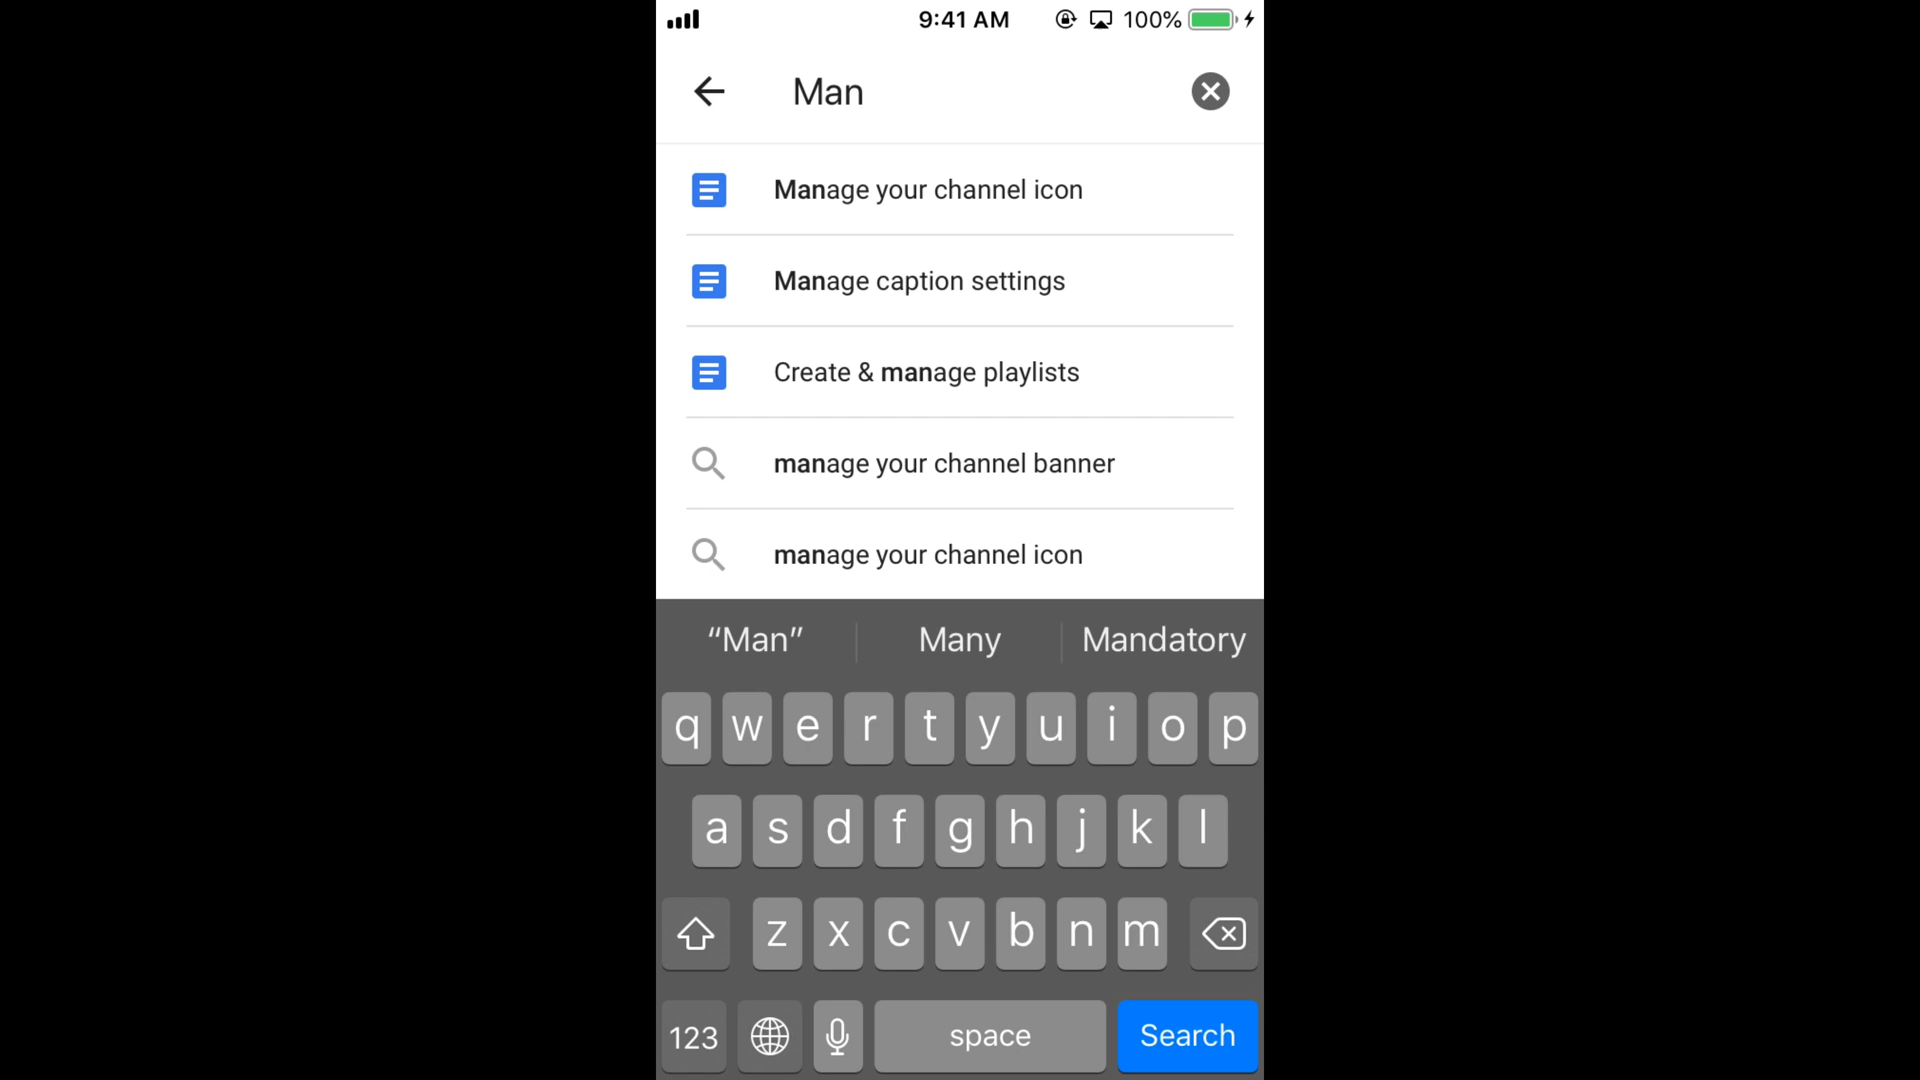 9:41 AM 100%
Man
Manage your channel icon
Manage caption settings
Create & manage playlists
manage your channel banner
manage your channel icon
“Man” Many Mandatory
q w e r t y u i o p
a s d f g h j k l
z x c v b n m
123 space Search